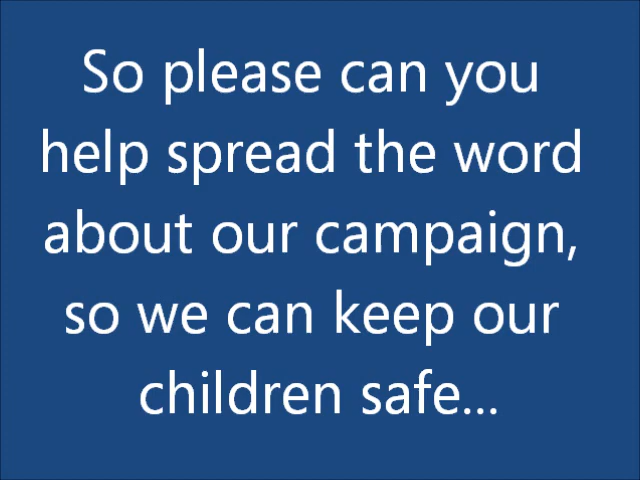 So please can you
help spread the word
about our campaign,
so we can keep our
children safe...